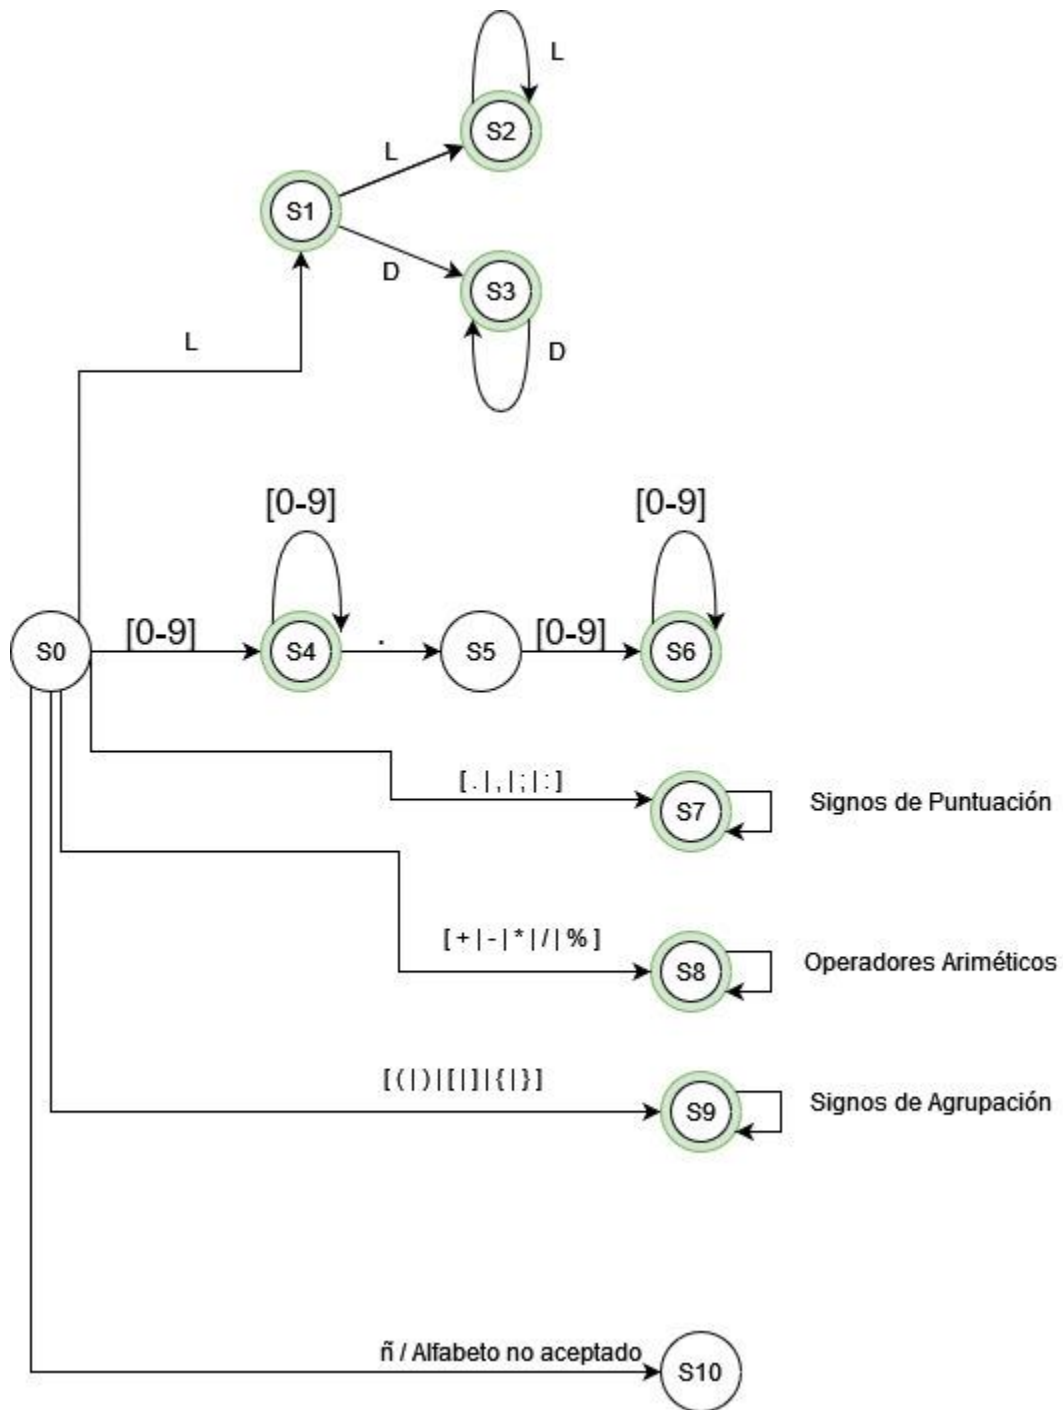 L
S2
L
S1
D
S3
L
D
[0-9]
[0-9]
S0
[0-9]
S4
.
S5
[0-9]
S6
[ . | , | ; | : ]
S7
Signos de Puntuación
[ + | - | * | / | % ]
S8
Operadores Ariméticos
[ ( | ) | [ | ] | { | } ]
S9
Signos de Agrupación
ñ / Alfabeto no aceptado
S10